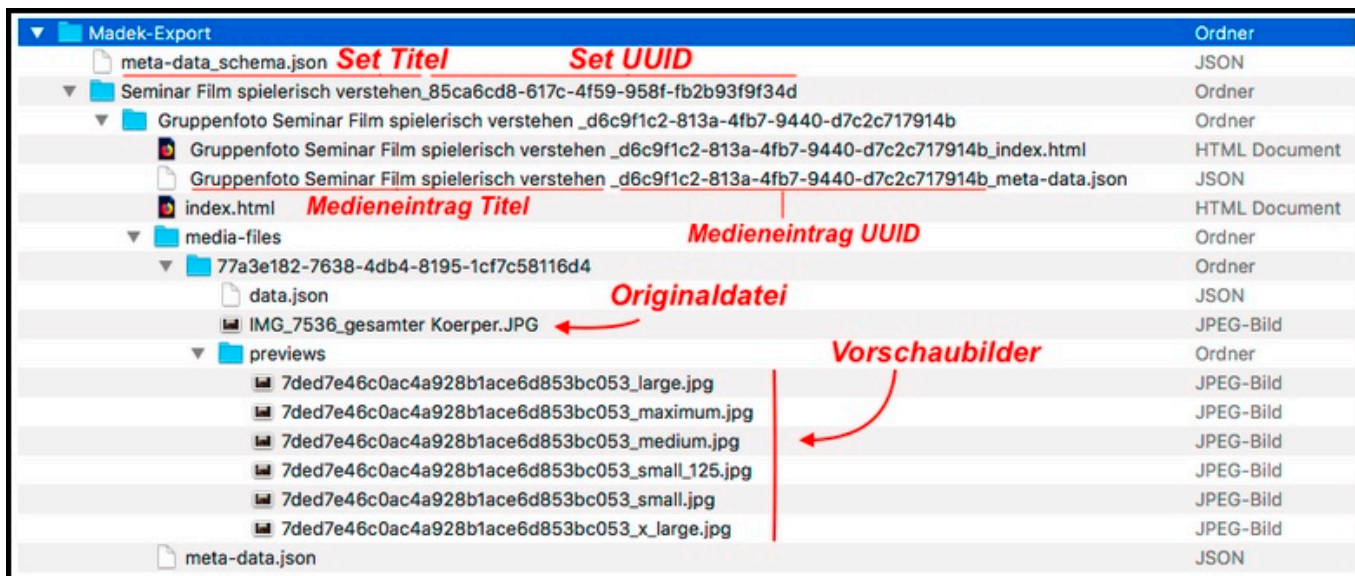 Madek-Export Ordner
meta-data_schema.json Set Titel Set UUID JSON
Seminar Film spielerisch verstehen_85ca6cd8-617c-4f59-958f-fb2b93f9f34d Ordner
Gruppenfoto Seminar Film spielerisch verstehen _d6c9f1c2-813a-4fb7-9440-d7c2c717914b Ordner
Gruppenfoto Seminar Film spielerisch verstehen _d6c9f1c2-813a-4fb7-9440-d7c2c717914b_index.html HTML Document
Gruppenfoto Seminar Film spielerisch verstehen _d6c9f1c2-813a-4fb7-9440-d7c2c717914b_meta-data.json JSON
index.html Medieneintrag Titel HTML Document
media-files Medieneintrag UUID Ordner
77a3e182-7638-4db4-8195-1cf7c58116d4 Ordner
data.json Originaldatei JSON
IMG_7536_gesamter Koerper.JPG JPEG-Bild
previews Vorschaubilder Ordner
7ded7e46c0ac4a928b1ace6d853bc053_large.jpg JPEG-Bild
7ded7e46c0ac4a928b1ace6d853bc053_maximum.jpg JPEG-Bild
7ded7e46c0ac4a928b1ace6d853bc053_medium.jpg JPEG-Bild
7ded7e46c0ac4a928b1ace6d853bc053_small_125.jpg JPEG-Bild
7ded7e46c0ac4a928b1ace6d853bc053_small.jpg JPEG-Bild
7ded7e46c0ac4a928b1ace6d853bc053_x_large.jpg JPEG-Bild
meta-data.json JSON